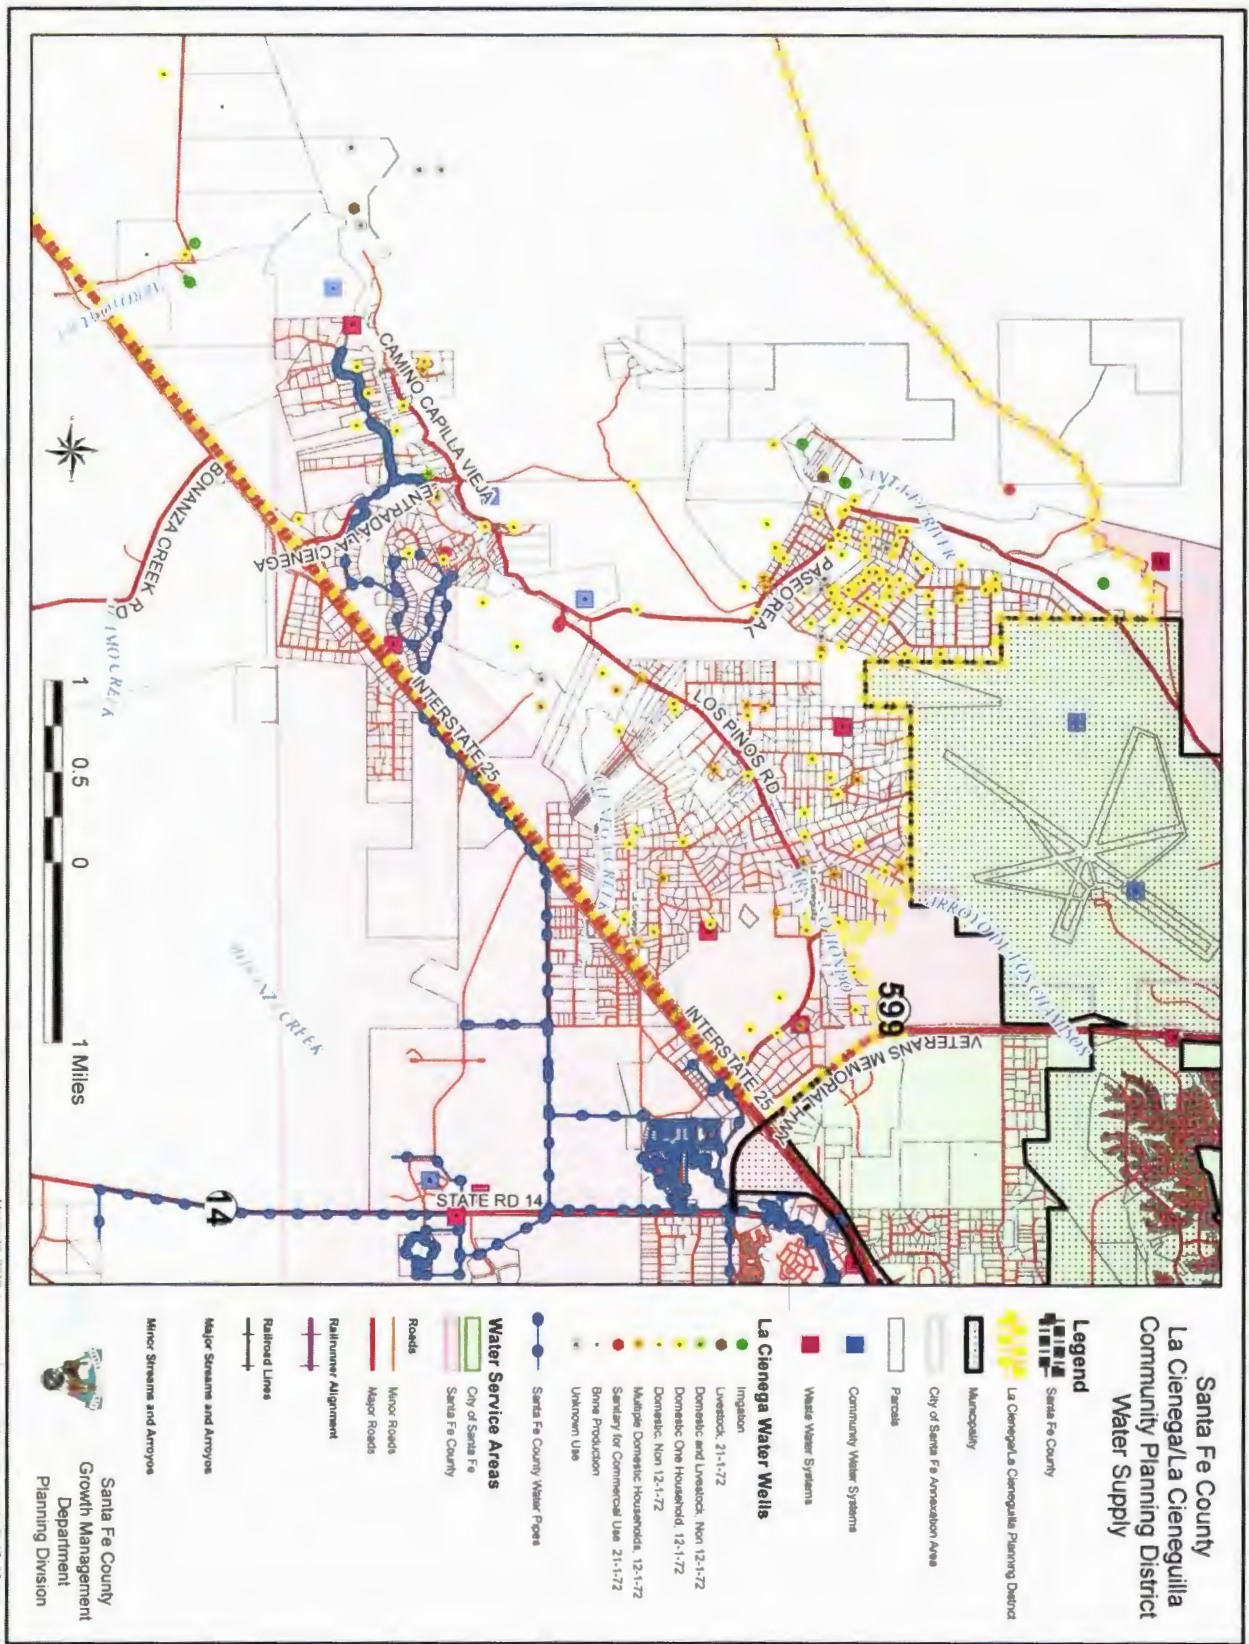 Santa Fe County
La Cienega/La Cieneguilla
Community Planning District
Water Supply
Legend
Santa Fe County
La Cienega/La Cieneguilla Planning District
Municipality
City of Santa Fe Annexation Area
Parcels
Community Water Systems
Waste Water Systems
La Cienega Water Wells
Irrigation
Livestock, 21-1-72
Domestic and Livestock, Non 12-1-72
Domestic One Household, 12-1-72
Domestic, Non 12-1-72
Multiple Domestic Households, 12-1-72
Sanitary for Commercial Use 21-1-72
Brine Production
Unknown Use
Santa Fe County Water Pipes
Water Service Areas
City of Santa Fe
Santa Fe County
Roads
Minor Roads
Major Roads
Railrunner Alignment
Railroad Lines
Major Streams and Arroyos
Minor Streams and Arroyos
Santa Fe County
Growth Management
Department
Planning Division
SANTA FE RIVER
PASEO REAL
CAMINO CAPILLA VIEJA
ENTRADA LA CIENEGA
LOS PINOS RD
ARROYO DE LOS CHAMISOS
599
VETERANS MEMORIAL HWY
INTERSTATE 25
INTERSTATE 25
BONANZA CREEK RD
STATE RD 14
14
1 0.5 0 1 Miles